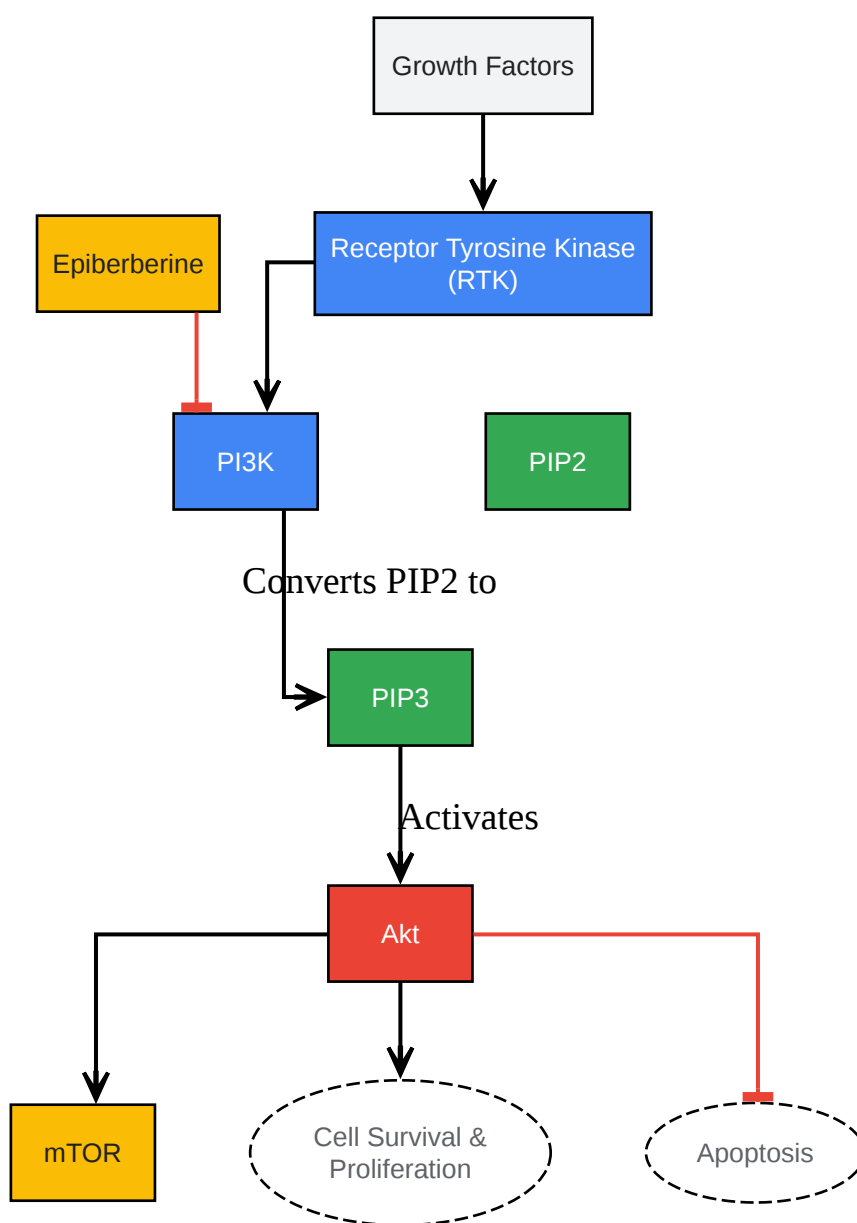 Growth Factors
Epiberberine
Receptor Tyrosine Kinase
(RTK)
PI3K
PIP2
Converts PIP2 to
PIP3
Activates
Akt
mTOR
Cell Survival &
Proliferation
Apoptosis